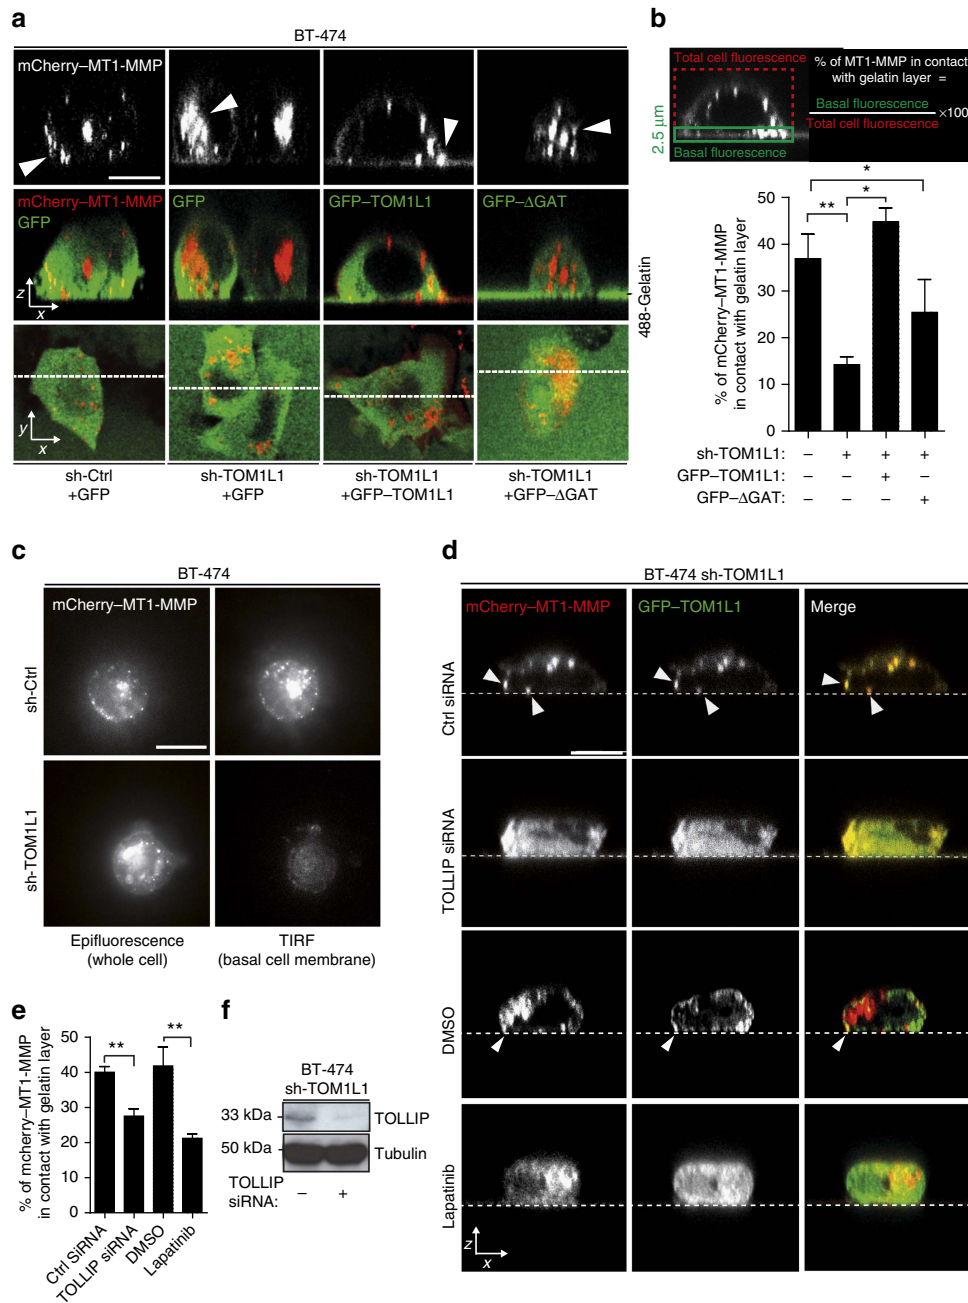 a
BT-474
mCherry–MT1-MMP
mCherry–MT1-MMP
GFP
GFP
GFP–TOM1L1
GFP–ΔGAT
z
x
488-Gelatin
y
x
sh-Ctrl
+GFP
sh-TOM1L1
+GFP
sh-TOM1L1
+GFP–TOM1L1
sh-TOM1L1
+GFP–ΔGAT
b
Total cell fluorescence
2.5 µm
Basal fluorescence
% of MT1-MMP in contact
with gelatin layer =
Basal fluorescence
Total cell fluorescence
×100
% of mCherry–MT1-MMP
in contact with gelatin layer
50
40
30
20
10
0
**
*
*
sh-TOM1L1: – + + +
GFP–TOM1L1: – – + –
GFP–ΔGAT: – – – +
c
BT-474
mCherry–MT1-MMP
sh-Ctrl
sh-TOM1L1
Epifluorescence
(whole cell)
TIRF
(basal cell membrane)
d
BT-474 sh-TOM1L1
mCherry–MT1-MMP
GFP–TOM1L1
Merge
Ctrl siRNA
TOLLIP siRNA
DMSO
Lapatinib
z
x
e
% of mcherry–MT1-MMP
in contact with gelatin layer
50
40
30
20
10
0
**
**
Ctrl SiRNA
TOLLIP siRNA
DMSO
Lapatinib
f
BT-474
sh-TOM1L1
33 kDa
TOLLIP
50 kDa
Tubulin
TOLLIP
siRNA: – +